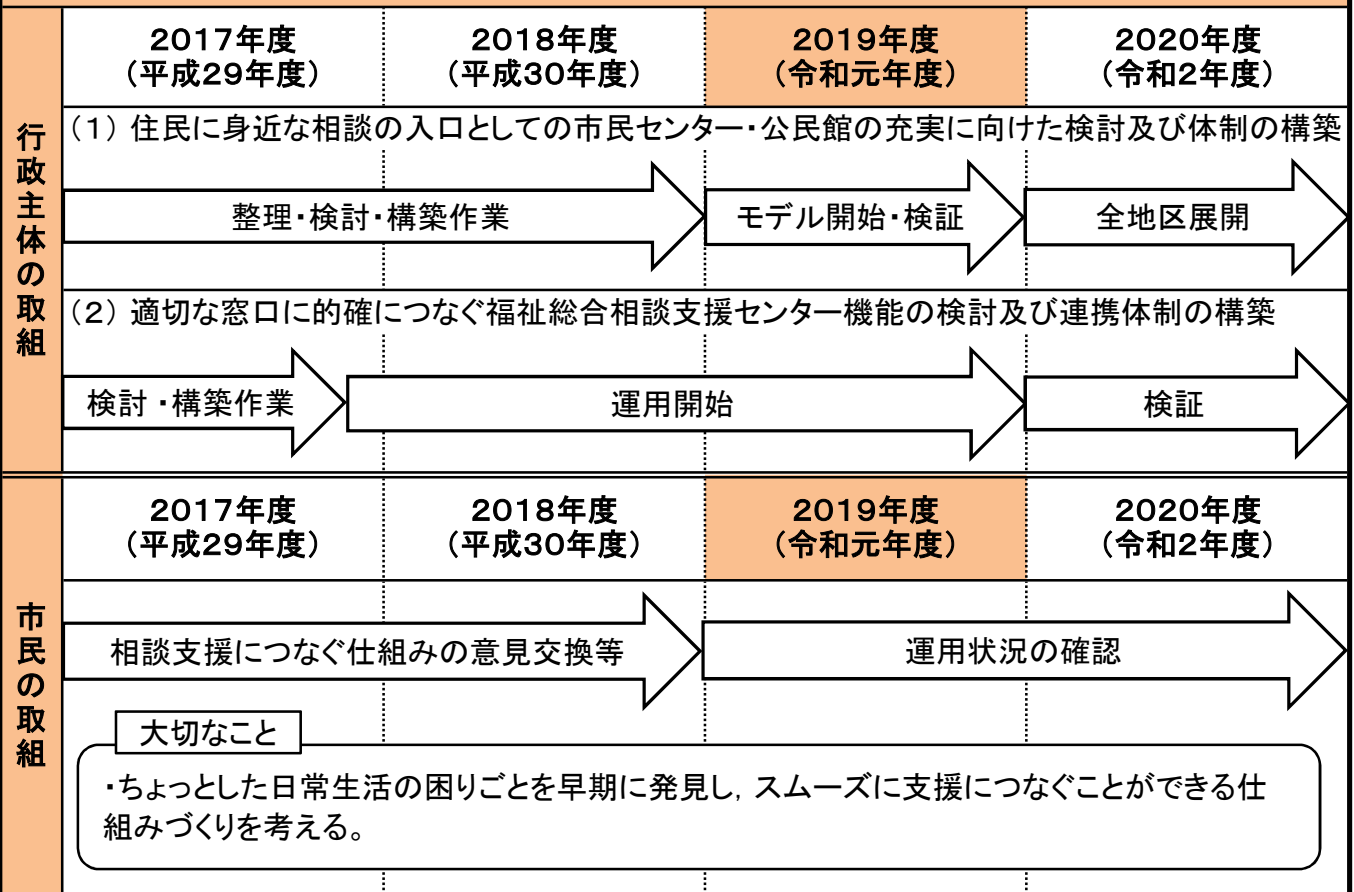 行政主体の取組
2017年度
(平成29年度)
2018年度
(平成30年度)
2019年度
(令和元年度)
2020年度
(令和2年度)
(1) 住民に身近な相談の入口としての市民センター・公民館の充実に向けた検討及び体制の構築
整理・検討・構築作業
モデル開始・検証
全地区展開
(2) 適切な窓口に的確につなぐ福祉総合相談支援センター機能の検討及び連携体制の構築
検討・構築作業
運用開始
検証
市民の取組
2017年度
(平成29年度)
2018年度
(平成30年度)
2019年度
(令和元年度)
2020年度
(令和2年度)
相談支援につなぐ仕組みの意見交換等
運用状況の確認
大切なこと
・ちょっとした日常生活の困りごとを早期に発見し，スムーズに支援につなぐことができる仕
組みづくりを考える。